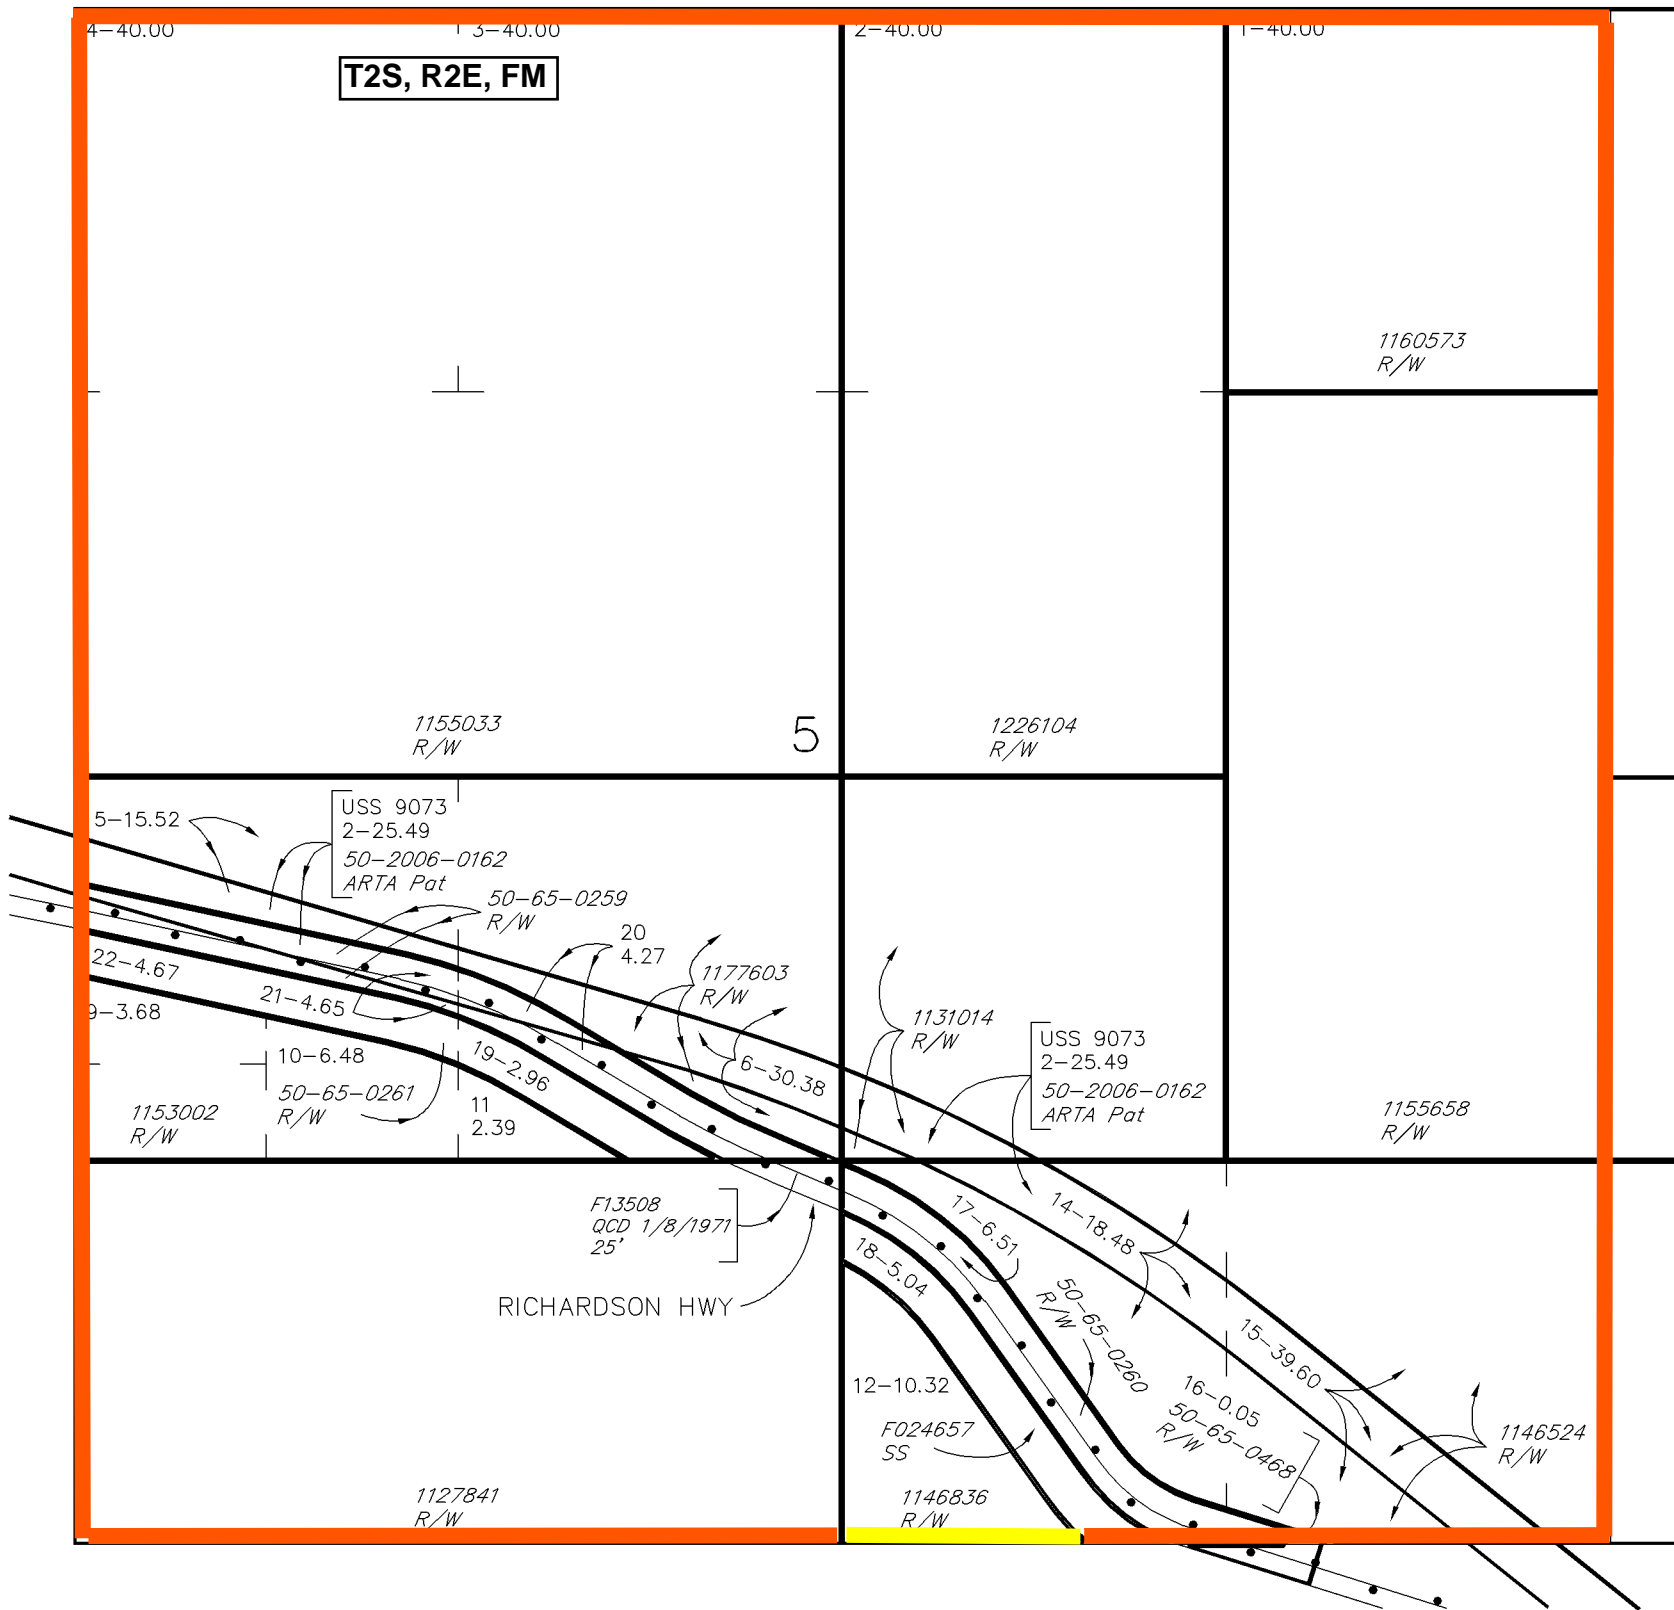 4-40.00
3-40.00
2-40.00
1-40.00
T2S, R2E, FM
1160573
R/W
1155033
R/W
5
1226104
R/W
5-15.52
USS 9073
2-25.49
50-2006-0162
ARTA Pat
50-65-0259
R/W
20
4.27
1177603
R/W
22-4.67
21-4.65
9-3.68
10-6.48
50-65-0261
R/W
19-2.96
11
2.39
1153002
R/W
6-30.38
1131014
R/W
USS 9073
2-25.49
50-2006-0162
ARTA Pat
1155658
R/W
F13508
QCD 1/8/1971
25'
RICHARDSON HWY
17-6.51
14-18.48
18-5.04
50-65-0260
R/W
15-39.60
12-10.32
16-0.05
50-65-0468
R/W
F024657
SS
1146524
R/W
1127841
R/W
1146836
R/W